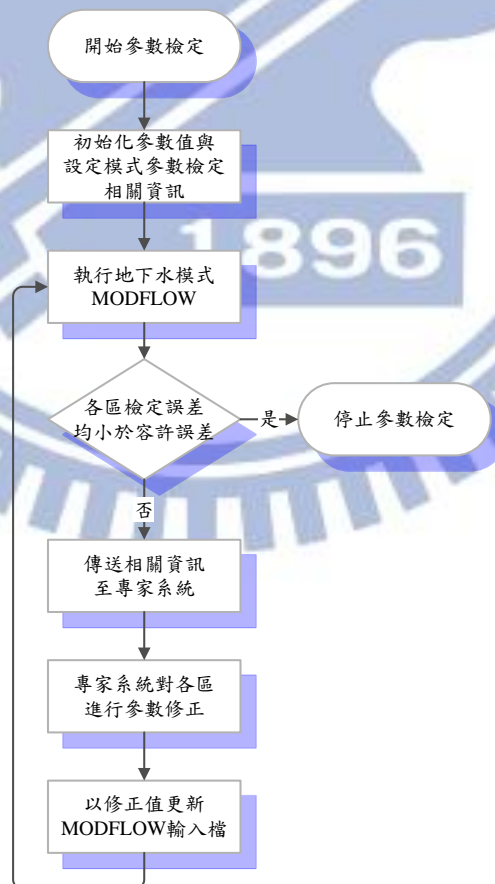 開始參數檢定
初始化參數值與
設定模式參數檢定
相關資訊
1896
執行地下水模式
MODFLOW
各區檢定誤差
均小於容許誤差
是
停止參數檢定
否
傳送相關資訊
至專家系統
專家系統對各區
進行參數修正
以修正值更新
MODFLOW輸入檔